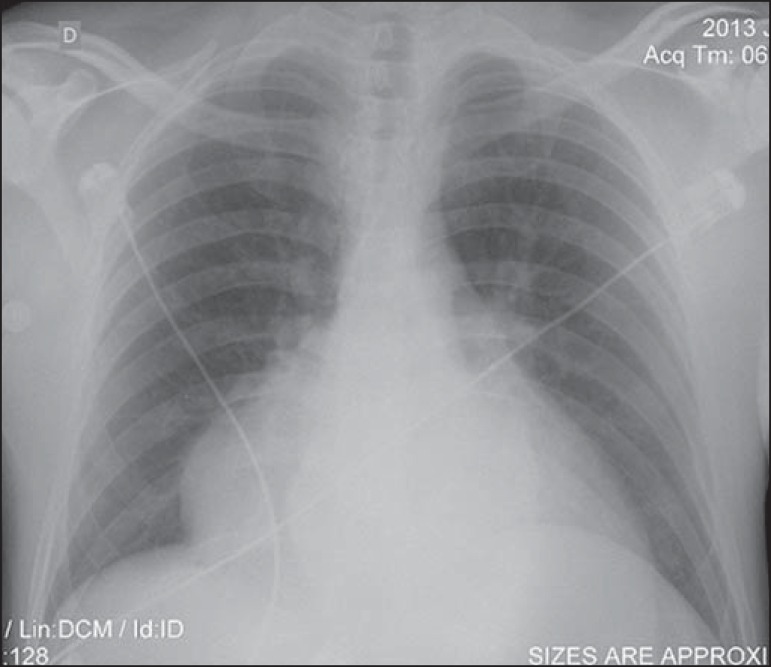 D
2013
Acq Tm: 06
/ Lin:DCM / Id:ID
:128
SIZES ARE APPROXI